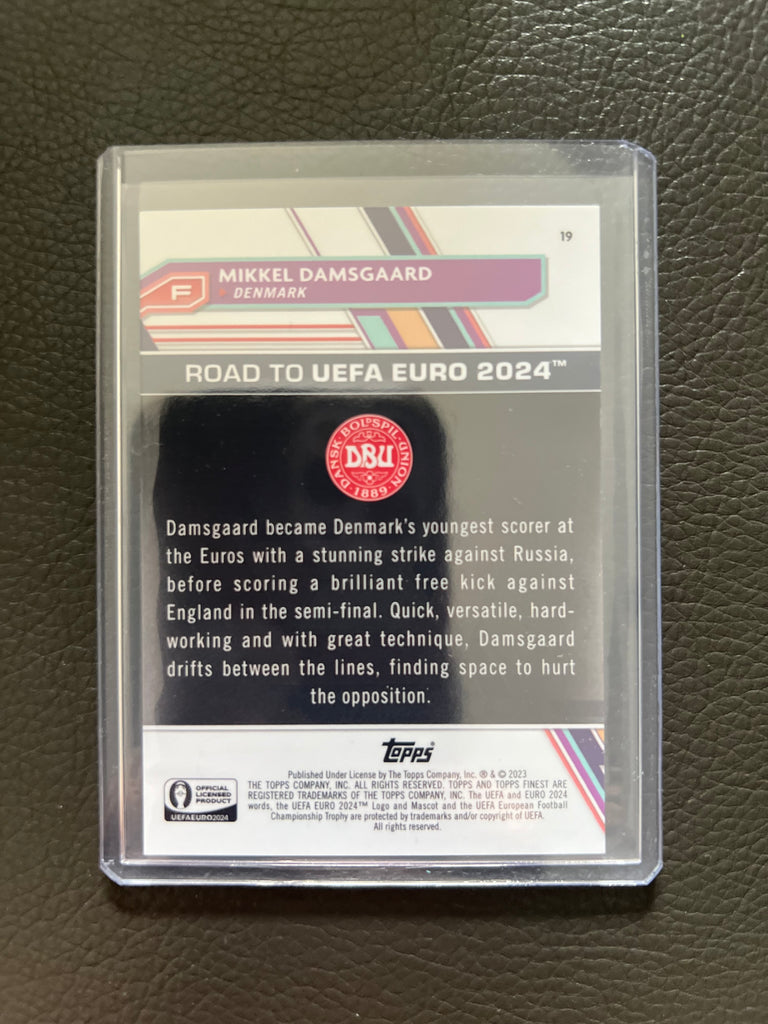 19
F
MIKKEL DAMSGAARD
DENMARK
ROAD TO UEFA EURO 2024™
DANSK·BOLDSPIL·UNION
DBU
·1889·
Damsgaard became Denmark's youngest scorer at
the Euros with a stunning strike against Russia,
before scoring a brilliant free kick against
England in the semi-final. Quick, versatile, hard-
working and with great technique, Damsgaard
drifts between the lines, finding space to hurt
the opposition.
topps®
Published Under License by The Topps Company, Inc. ® & © 2023
THE TOPPS COMPANY, INC. ALL RIGHTS RESERVED. TOPPS AND TOPPS FINEST ARE
REGISTERED TRADEMARKS OF THE TOPPS COMPANY, INC. The UEFA and EURO 2024
words, the UEFA EURO 2024™ Logo and Mascot and the UEFA European Football
Championship Trophy are protected by trademarks and/or copyright of UEFA.
All rights reserved.
OFFICIAL
LICENSED
PRODUCT
UEFAEURO2024